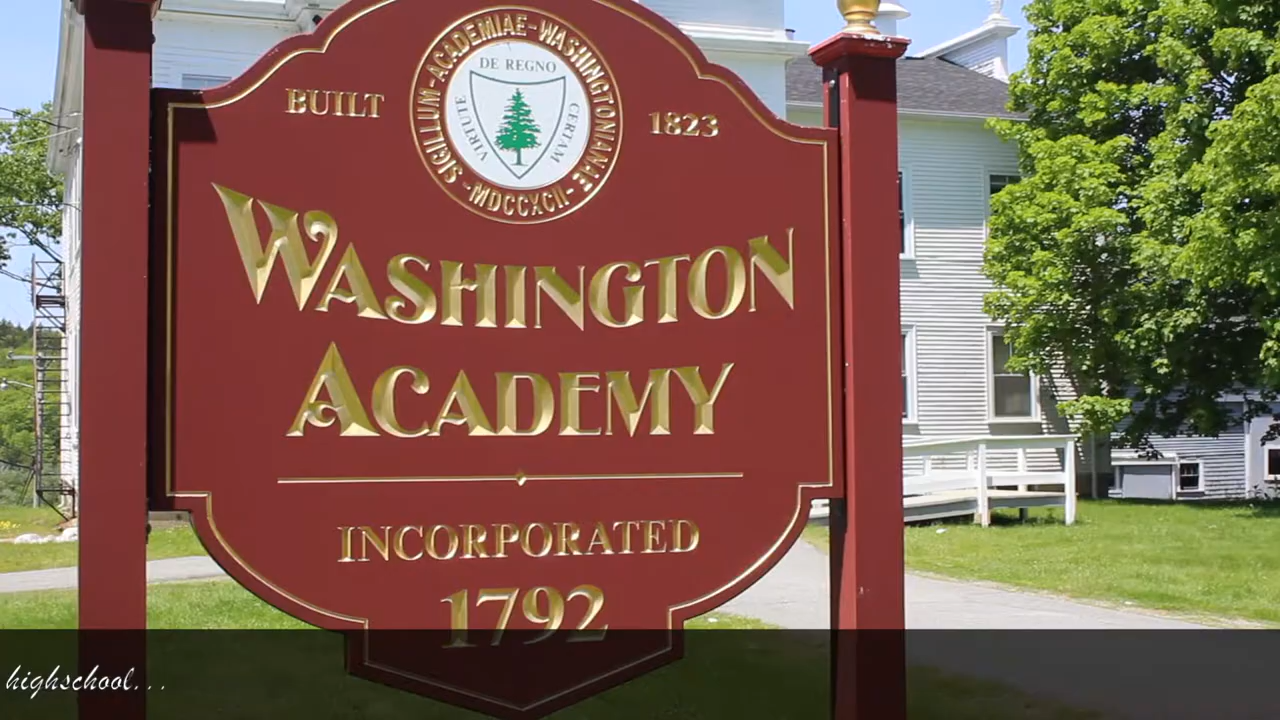 SIGILLUM-ACADEMIAE-WASHINGTONIANAE-MDCCXCII-
DE REGNO
VIRTUTE
CERTAM
BUILT
1823
WASHINGTON
ACADEMY
INCORPORATED
1792
highschool...